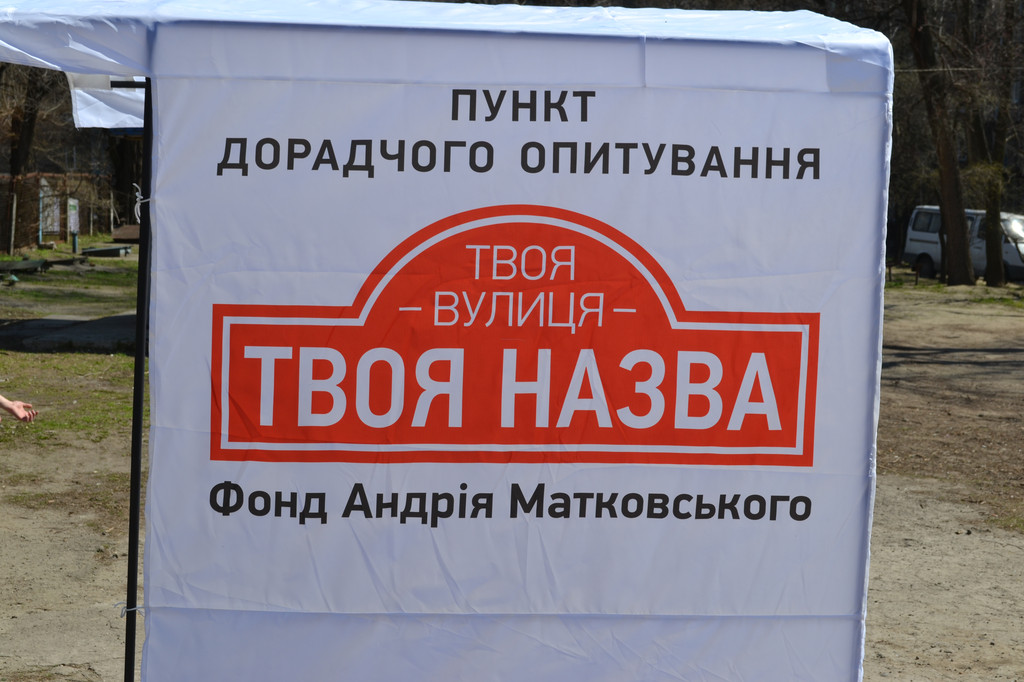 ПУНКТ
ДОРАДЧОГО ОПИТУВАННЯ
ТВОЯ
– ВУЛИЦЯ –
ТВОЯ НАЗВА
Фонд Андрія Матковського